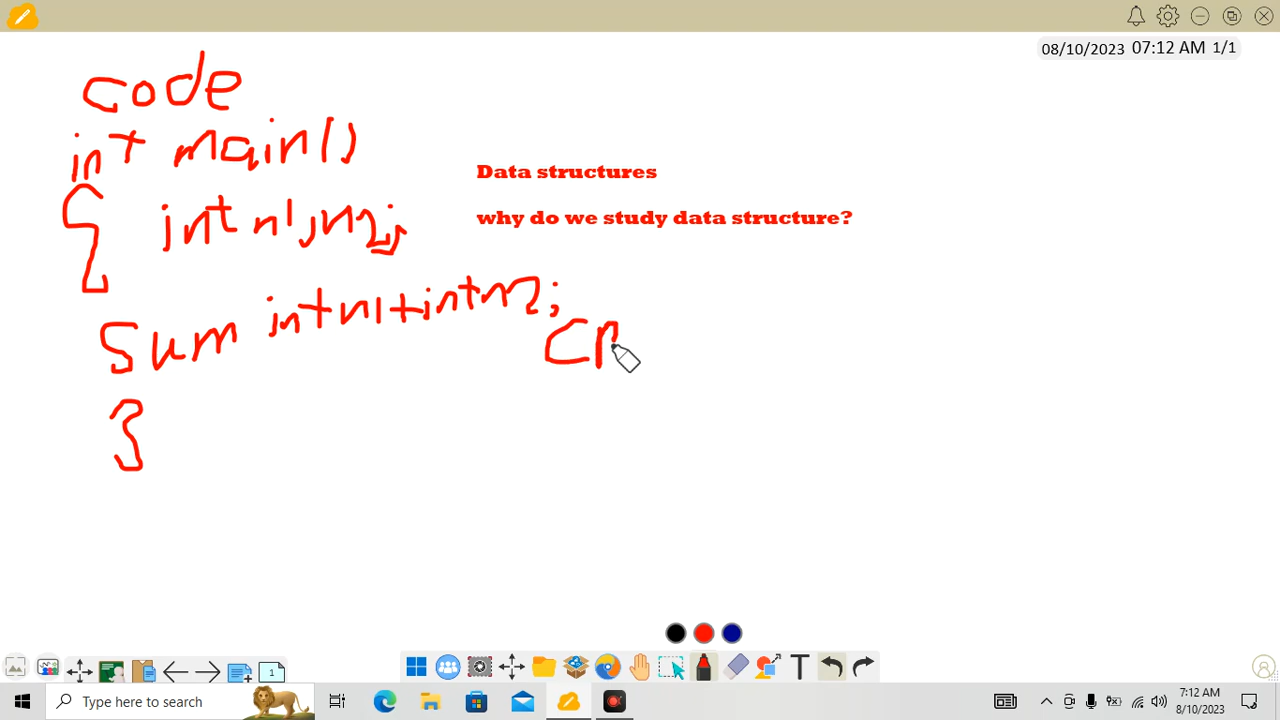 08/10/2023 07:12 AM 1/1
code
int main()
{ int n1,n2;
Data structures
why do we study data structure?
Sum int n1+int n2;
}
1
Type here to search
7:12 AM
8/10/2023